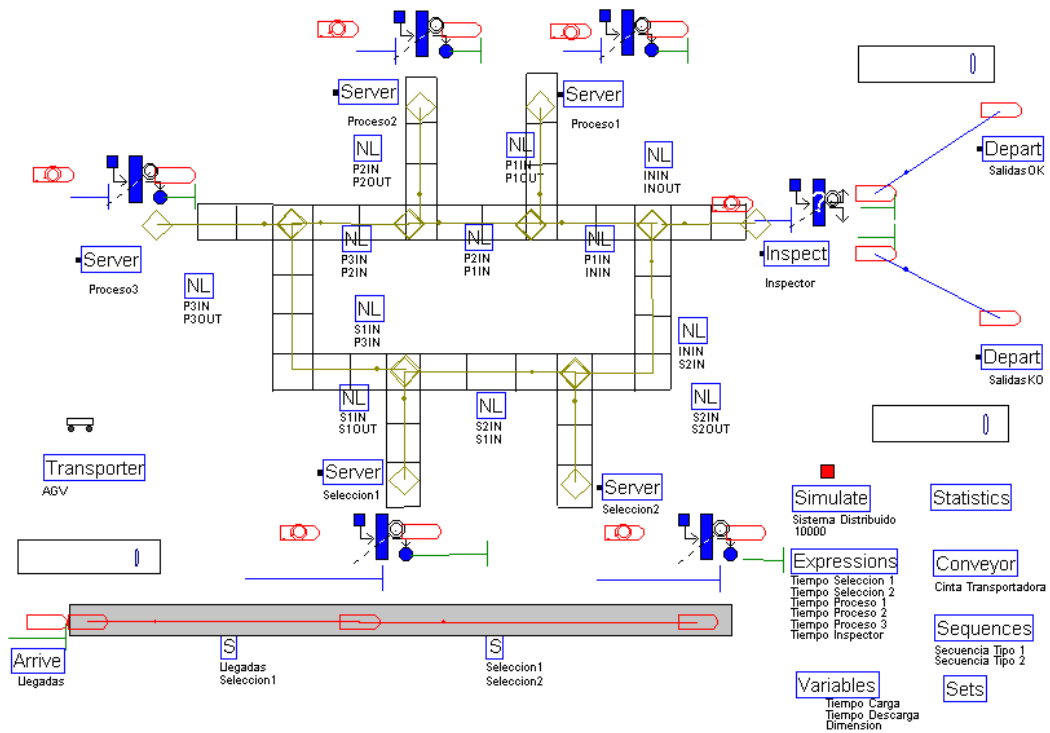 Server
Proceso2
Server
Proceso1
NL
P2IN
P2OUT
NL
P1IN
P1OUT
NL
ININ
INOUT
Depart
SalidasOK
?
Server
Proceso3
NL
P3IN
P2IN
NL
P2IN
P1IN
NL
P1IN
ININ
Inspect
Inspector
NL
P3IN
P3OUT
NL
S1IN
P3IN
NL
ININ
S2IN
Depart
SalidasKO
NL
S1IN
S1OUT
NL
S2IN
S1IN
NL
S2IN
S2OUT
Transporter
AGV
Server
Seleccion1
Server
Seleccion2
Simulate
Sistema Distribuido
10000
Statistics
Expressions
Tiempo Seleccion 1
Tiempo Seleccion 2
Tiempo Proceso 1
Tiempo Proceso 2
Tiempo Proceso 3
Tiempo Inspector
Conveyor
Cinta Transportadora
Sequences
Secuencia Tipo 1
Secuencia Tipo 2
Arrive
Llegadas
S
Llegadas
Seleccion1
S
Seleccion1
Seleccion2
Variables
Tiempo Carga
Tiempo Descarga
Dimension
Sets